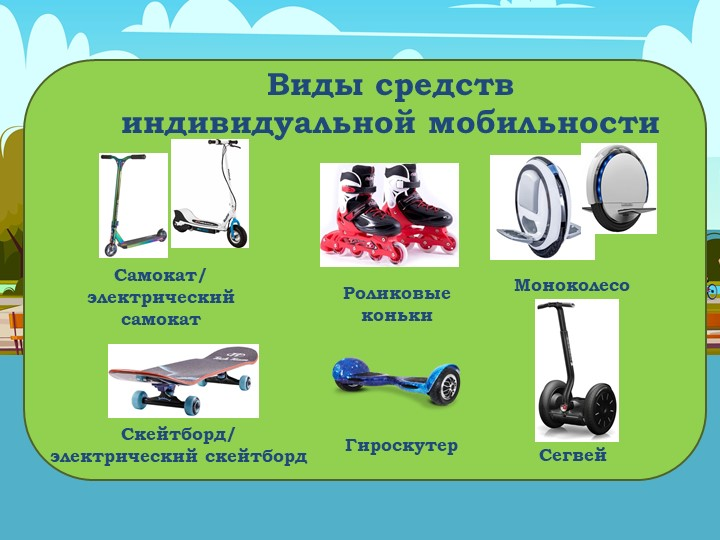 Виды средств
индивидуальной мобильности
Самокат/
электрический
самокат
Роликовые
коньки
Моноколесо
Скейтборд/
электрический скейтборд
Гироскутер
Сегвей